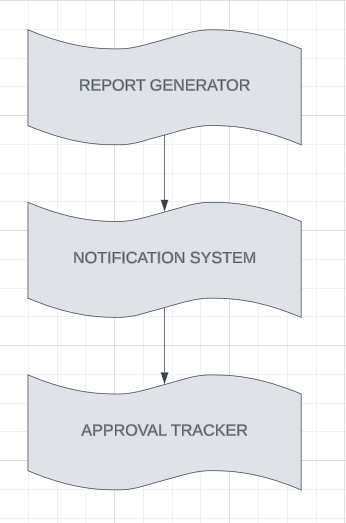 REPORT GENERATOR
NOTIFICATION SYSTEM
APPROVAL TRACKER